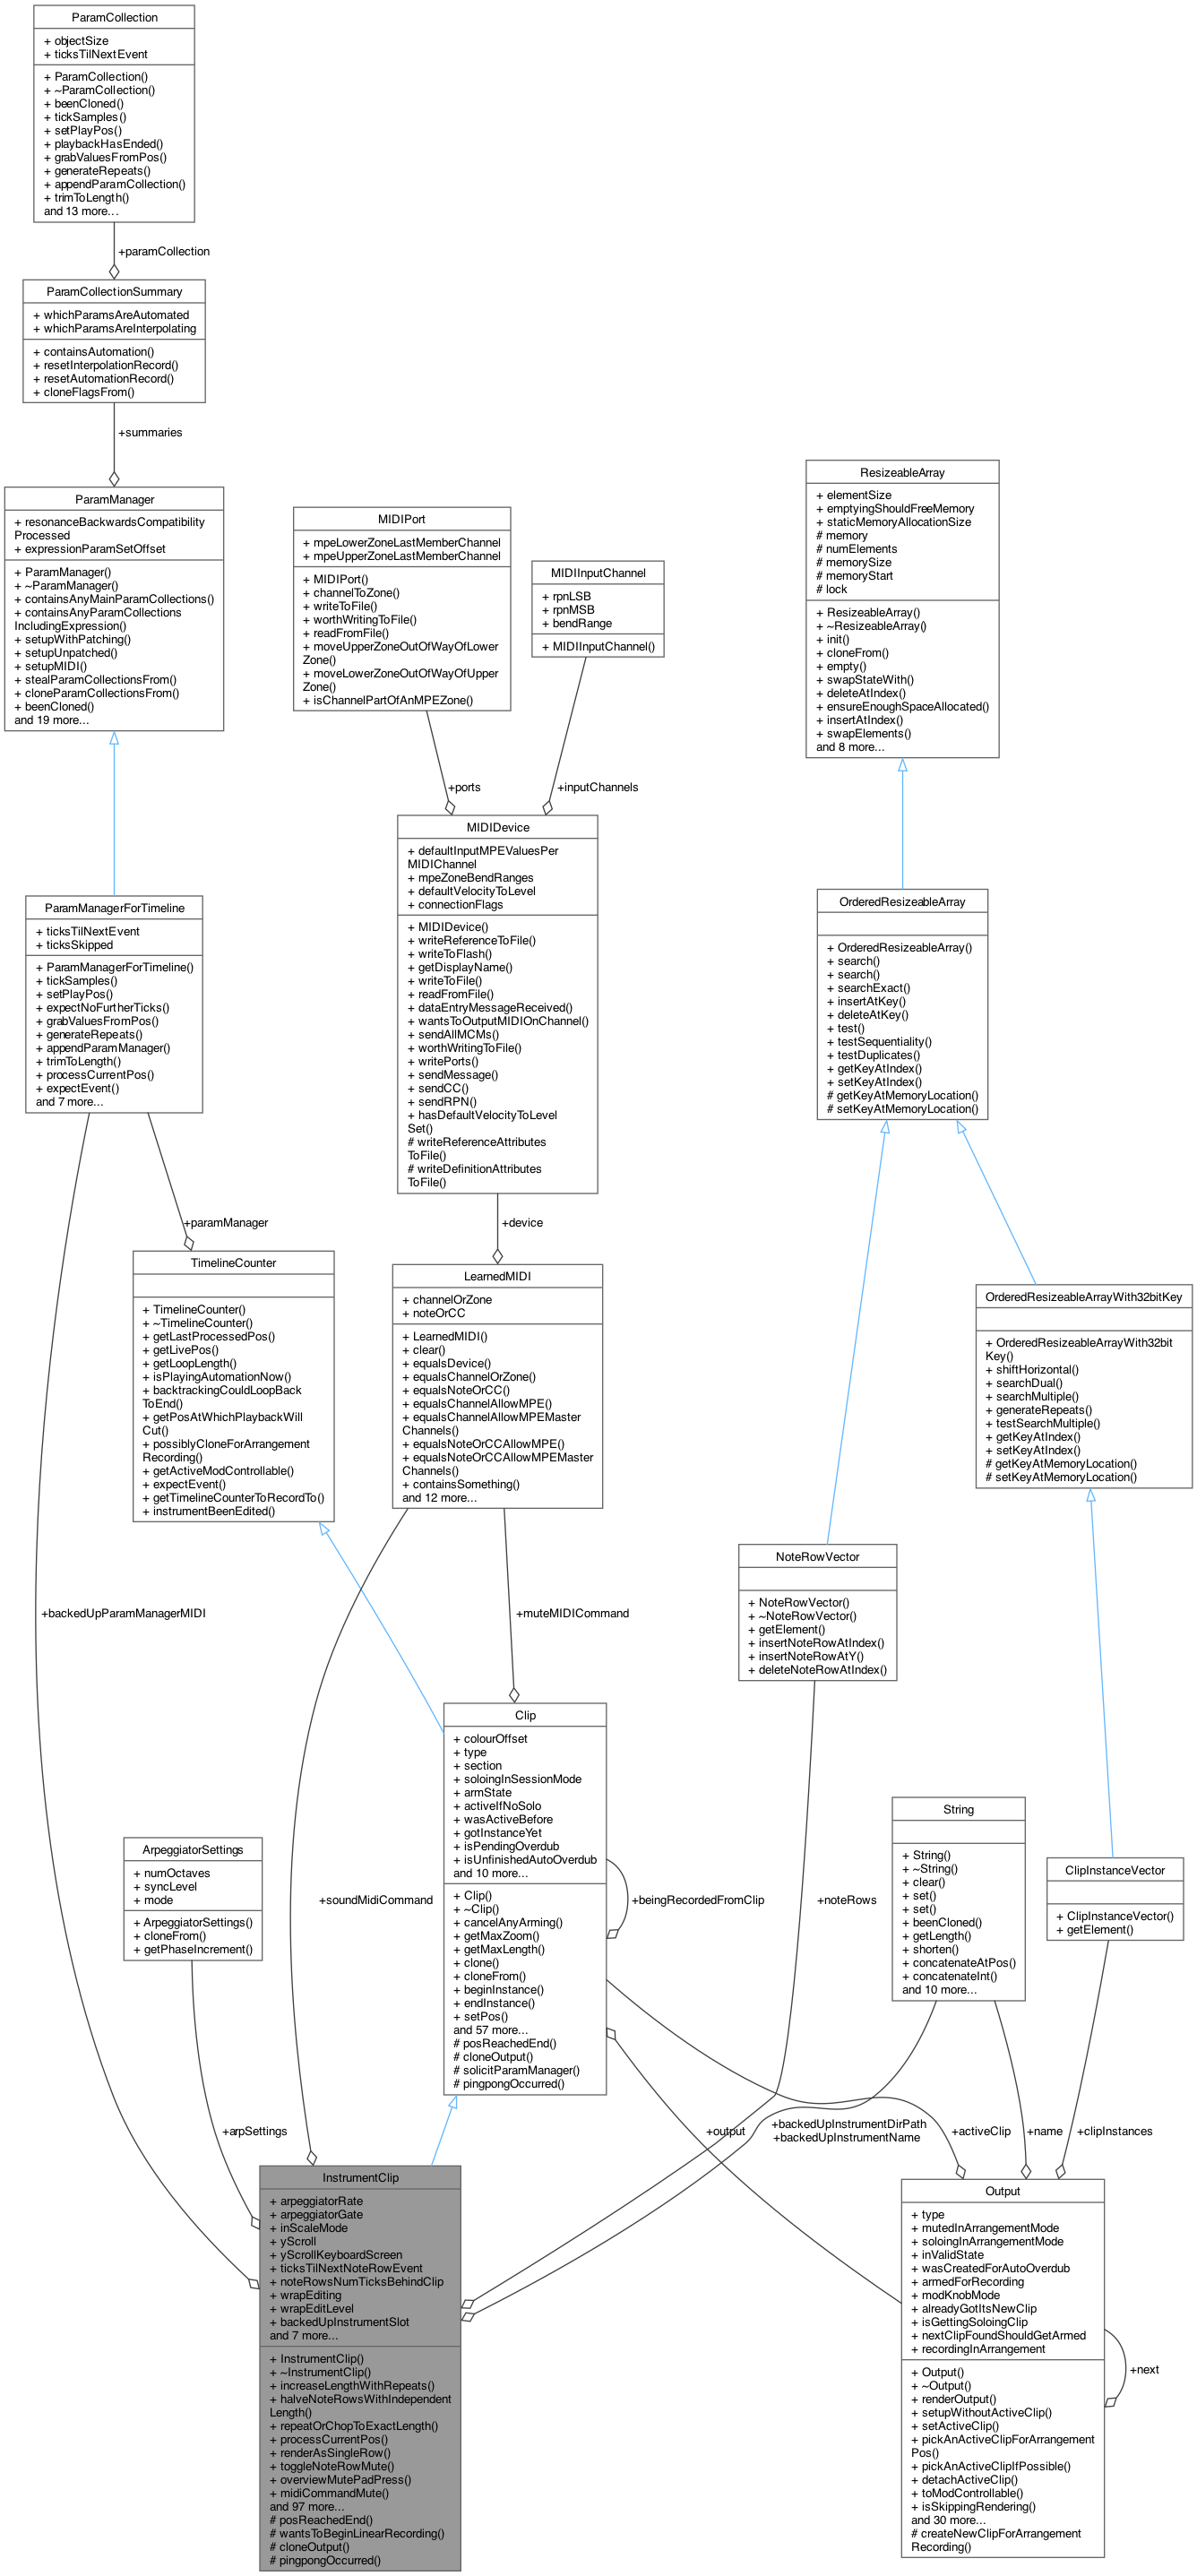 ParamCollection
+ objectSize
+ ticksTilNextEvent
+ ParamCollection()
+ ~ParamCollection()
+ beenCloned()
+ tickSamples()
+ setPlayPos()
+ playbackHasEnded()
+ grabValuesFromPos()
+ generateRepeats()
+ appendParamCollection()
+ trimToLength()
and 13 more...
+paramCollection
ParamCollectionSummary
+ whichParamsAreAutomated
+ whichParamsAreInterpolating
+ containsAutomation()
+ resetInterpolationRecord()
+ resetAutomationRecord()
+ cloneFlagsFrom()
+summaries
ParamManager
+ resonanceBackwardsCompatibility
Processed
+ expressionParamSetOffset
+ ParamManager()
+ ~ParamManager()
+ containsAnyMainParamCollections()
+ containsAnyParamCollections
IncludingExpression()
+ setupWithPatching()
+ setupUnpatched()
+ setupMIDI()
+ stealParamCollectionsFrom()
+ cloneParamCollectionsFrom()
+ beenCloned()
and 19 more...
MIDIPort
+ mpeLowerZoneLastMemberChannel
+ mpeUpperZoneLastMemberChannel
+ MIDIPort()
+ channelToZone()
+ writeToFile()
+ worthWritingToFile()
+ readFromFile()
+ moveUpperZoneOutOfWayOfLower
Zone()
+ moveLowerZoneOutOfWayOfUpper
Zone()
+ isChannelPartOfAnMPEZone()
MIDIInputChannel
+ rpnLSB
+ rpnMSB
+ bendRange
+ MIDIInputChannel()
ResizeableArray
+ elementSize
+ emptyingShouldFreeMemory
+ staticMemoryAllocationSize
# memory
# numElements
# memorySize
# memoryStart
# lock
+ ResizeableArray()
+ ~ResizeableArray()
+ init()
+ cloneFrom()
+ empty()
+ swapStateWith()
+ deleteAtIndex()
+ ensureEnoughSpaceAllocated()
+ insertAtIndex()
+ swapElements()
and 8 more...
+ports
+inputChannels
MIDIDevice
+ defaultInputMPEValuesPer
MIDIChannel
+ mpeZoneBendRanges
+ defaultVelocityToLevel
+ connectionFlags
+ MIDIDevice()
+ writeReferenceToFile()
+ writeToFlash()
+ getDisplayName()
+ writeToFile()
+ readFromFile()
+ dataEntryMessageReceived()
+ wantsToOutputMIDIOnChannel()
+ sendAllMCMs()
+ worthWritingToFile()
+ writePorts()
+ sendMessage()
+ sendCC()
+ sendRPN()
+ hasDefaultVelocityToLevel
Set()
# writeReferenceAttributes
ToFile()
# writeDefinitionAttributes
ToFile()
ParamManagerForTimeline
+ ticksTilNextEvent
+ ticksSkipped
+ ParamManagerForTimeline()
+ tickSamples()
+ setPlayPos()
+ expectNoFurtherTicks()
+ grabValuesFromPos()
+ generateRepeats()
+ appendParamManager()
+ trimToLength()
+ processCurrentPos()
+ expectEvent()
and 7 more...
OrderedResizeableArray
+ OrderedResizeableArray()
+ search()
+ search()
+ searchExact()
+ insertAtKey()
+ deleteAtKey()
+ test()
+ testSequentiality()
+ testDuplicates()
+ getKeyAtIndex()
+ setKeyAtIndex()
# getKeyAtMemoryLocation()
# setKeyAtMemoryLocation()
+paramManager
+device
TimelineCounter
+ TimelineCounter()
+ ~TimelineCounter()
+ getLastProcessedPos()
+ getLivePos()
+ getLoopLength()
+ isPlayingAutomationNow()
+ backtrackingCouldLoopBack
ToEnd()
+ getPosAtWhichPlaybackWill
Cut()
+ possiblyCloneForArrangement
Recording()
+ getActiveModControllable()
+ expectEvent()
+ getTimelineCounterToRecordTo()
+ instrumentBeenEdited()
LearnedMIDI
+ channelOrZone
+ noteOrCC
+ LearnedMIDI()
+ clear()
+ equalsDevice()
+ equalsChannelOrZone()
+ equalsNoteOrCC()
+ equalsChannelAllowMPE()
+ equalsChannelAllowMPEMaster
Channels()
+ equalsNoteOrCCAllowMPE()
+ equalsNoteOrCCAllowMPEMaster
Channels()
+ containsSomething()
and 12 more...
OrderedResizeableArrayWith32bitKey
+ OrderedResizeableArrayWith32bit
Key()
+ shiftHorizontal()
+ searchDual()
+ searchMultiple()
+ generateRepeats()
+ testSearchMultiple()
+ getKeyAtIndex()
+ setKeyAtIndex()
# getKeyAtMemoryLocation()
# setKeyAtMemoryLocation()
NoteRowVector
+ NoteRowVector()
+ ~NoteRowVector()
+ getElement()
+ insertNoteRowAtIndex()
+ insertNoteRowAtY()
+ deleteNoteRowAtIndex()
+backedUpParamManagerMIDI
+muteMIDICommand
Clip
+ colourOffset
+ type
+ section
+ soloingInSessionMode
+ armState
+ activeIfNoSolo
+ wasActiveBefore
+ gotInstanceYet
+ isPendingOverdub
+ isUnfinishedAutoOverdub
and 10 more...
+ Clip()
+ ~Clip()
+ cancelAnyArming()
+ getMaxZoom()
+ getMaxLength()
+ clone()
+ cloneFrom()
+ beginInstance()
+ endInstance()
+ setPos()
and 57 more...
# posReachedEnd()
# cloneOutput()
# solicitParamManager()
# pingpongOccurred()
String
+ String()
+ ~String()
+ clear()
+ set()
+ set()
+ beenCloned()
+ getLength()
+ shorten()
+ concatenateAtPos()
+ concatenateInt()
and 10 more...
ArpeggiatorSettings
+ numOctaves
+ syncLevel
+ mode
+ ArpeggiatorSettings()
+ cloneFrom()
+ getPhaseIncrement()
ClipInstanceVector
+ ClipInstanceVector()
+ getElement()
+soundMidiCommand
+beingRecordedFromClip
+noteRows
+arpSettings
+output
+backedUpInstrumentDirPath
+backedUpInstrumentName
+activeClip
+name
+clipInstances
InstrumentClip
+ arpeggiatorRate
+ arpeggiatorGate
+ inScaleMode
+ yScroll
+ yScrollKeyboardScreen
+ ticksTilNextNoteRowEvent
+ noteRowsNumTicksBehindClip
+ wrapEditing
+ wrapEditLevel
+ backedUpInstrumentSlot
and 7 more...
+ InstrumentClip()
+ ~InstrumentClip()
+ increaseLengthWithRepeats()
+ halveNoteRowsWithIndependent
Length()
+ repeatOrChopToExactLength()
+ processCurrentPos()
+ renderAsSingleRow()
+ toggleNoteRowMute()
+ overviewMutePadPress()
+ midiCommandMute()
and 97 more...
# posReachedEnd()
# wantsToBeginLinearRecording()
# cloneOutput()
# pingpongOccurred()
Output
+ type
+ mutedInArrangementMode
+ soloingInArrangementMode
+ inValidState
+ wasCreatedForAutoOverdub
+ armedForRecording
+ modKnobMode
+ alreadyGotItsNewClip
+ isGettingSoloingClip
+ nextClipFoundShouldGetArmed
+ recordingInArrangement
+ Output()
+ ~Output()
+ renderOutput()
+ setupWithoutActiveClip()
+ setActiveClip()
+ pickAnActiveClipForArrangement
Pos()
+ pickAnActiveClipIfPossible()
+ detachActiveClip()
+ toModControllable()
+ isSkippingRendering()
and 30 more...
# createNewClipForArrangement
Recording()
+next